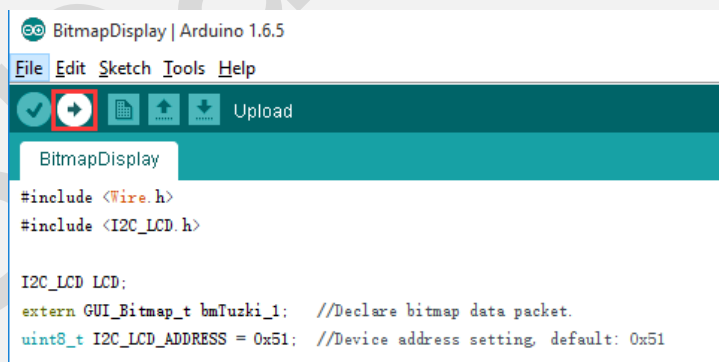 BitmapDisplay | Arduino 1.6.5
File Edit Sketch Tools Help
Upload
BitmapDisplay
#include <Wire.h>
#include <I2C_LCD.h>
I2C_LCD LCD;
extern GUI_Bitmap_t bmTuzki_1;   //Declare bitmap data packet.
uint8_t I2C_LCD_ADDRESS = 0x51;  //Device address setting, default: 0x51